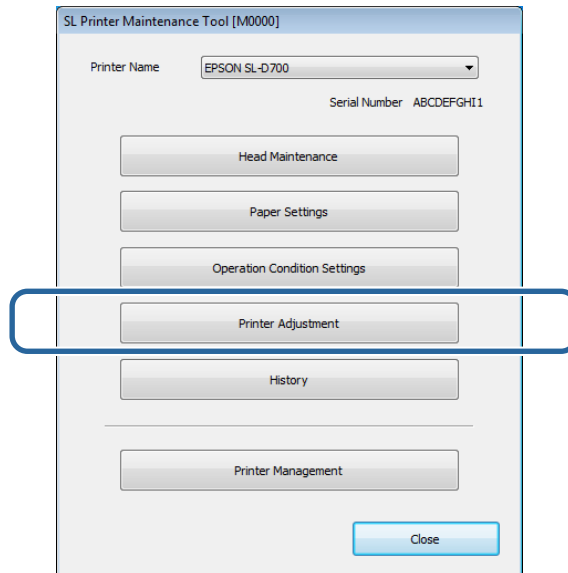 SL Printer Maintenance Tool [M0000]
Printer Name EPSON SL-D700
Serial Number ABCDEFGHI1
Head Maintenance
Paper Settings
Operation Condition Settings
Printer Adjustment
History
Printer Management
Close